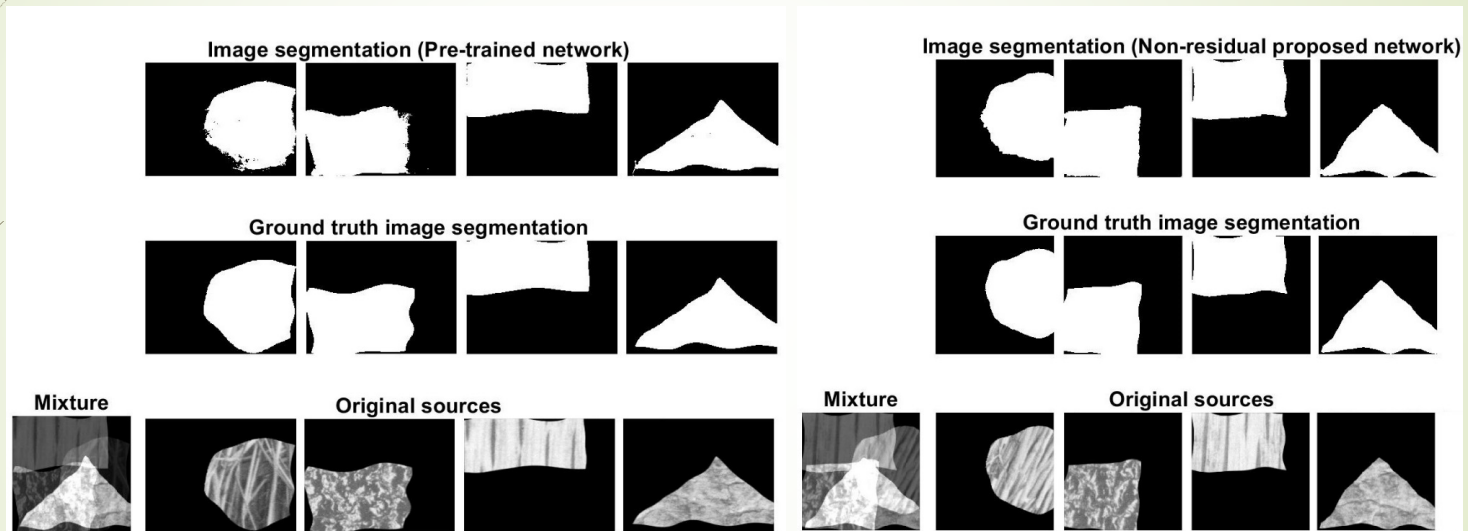 Image segmentation (Pre-trained network)
Ground truth image segmentation
Mixture
Original sources
Image segmentation (Non-residual proposed network)
Ground truth image segmentation
Mixture
Original sources